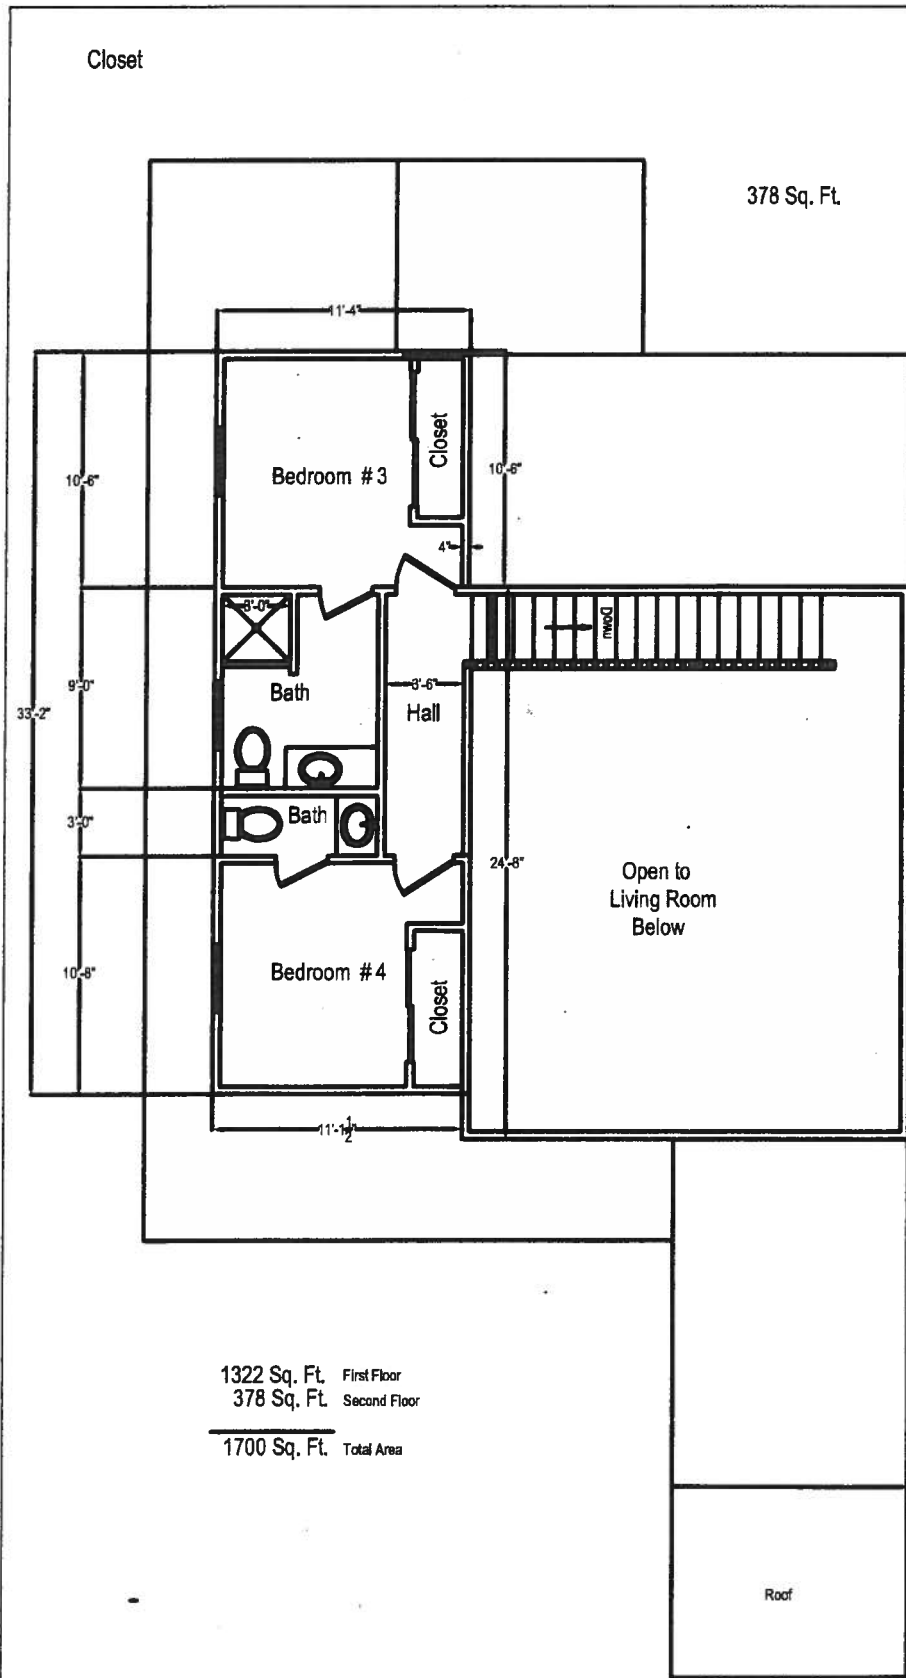 Closet
378 Sq. Ft.
11'-4"
Closet
Bedroom #3
10'-6"
10'-6"
4"
3'-0"
Down
9'-0"
3'-6"
Bath
Hall
33'-2"
3'-0"
Bath
24'-8"
Open to
Living Room
Below
10'-8"
Bedroom #4
Closet
11'-1 1/2"
1322 Sq. Ft. First Floor
378 Sq. Ft. Second Floor
1700 Sq. Ft. Total Area
Roof